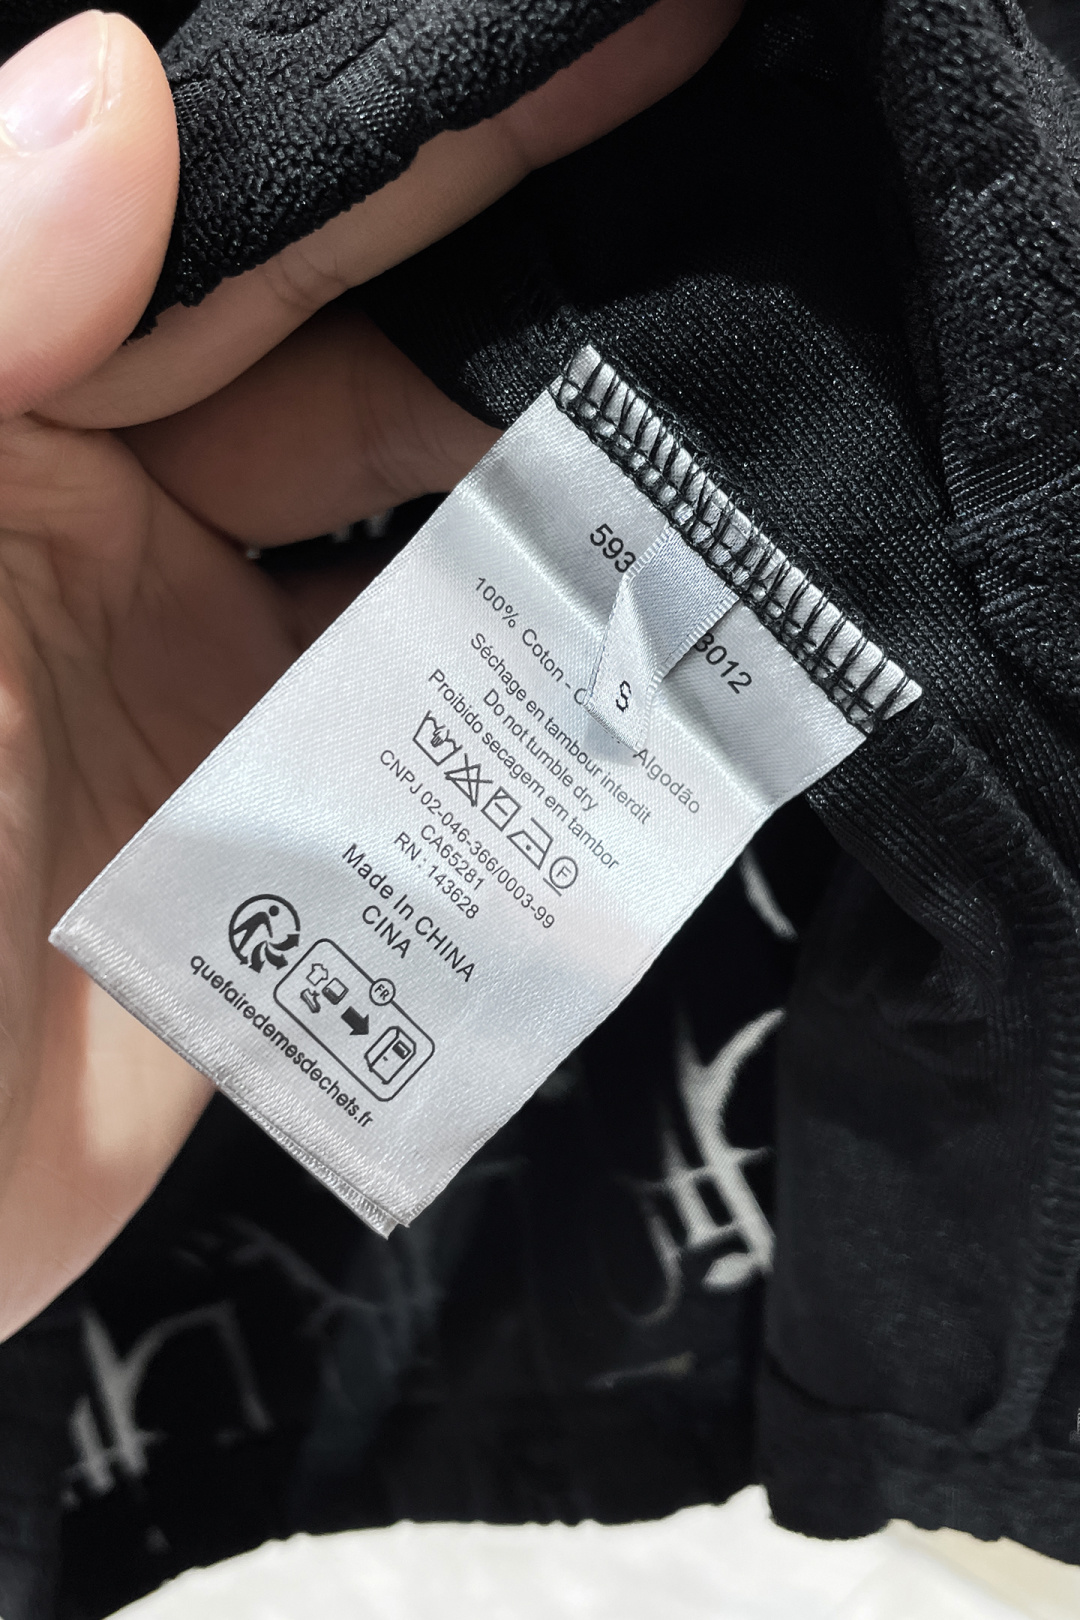 593
3012
S
100% Coton - Algodão
Séchage en tambour interdit
Do not tumble dry
Proibido secagem em tambor
F
CNPJ 02-046-366/0003-99
CA65281
RN : 143628
Made In CHINA
CINA
FR
quefairedemesdechets.fr